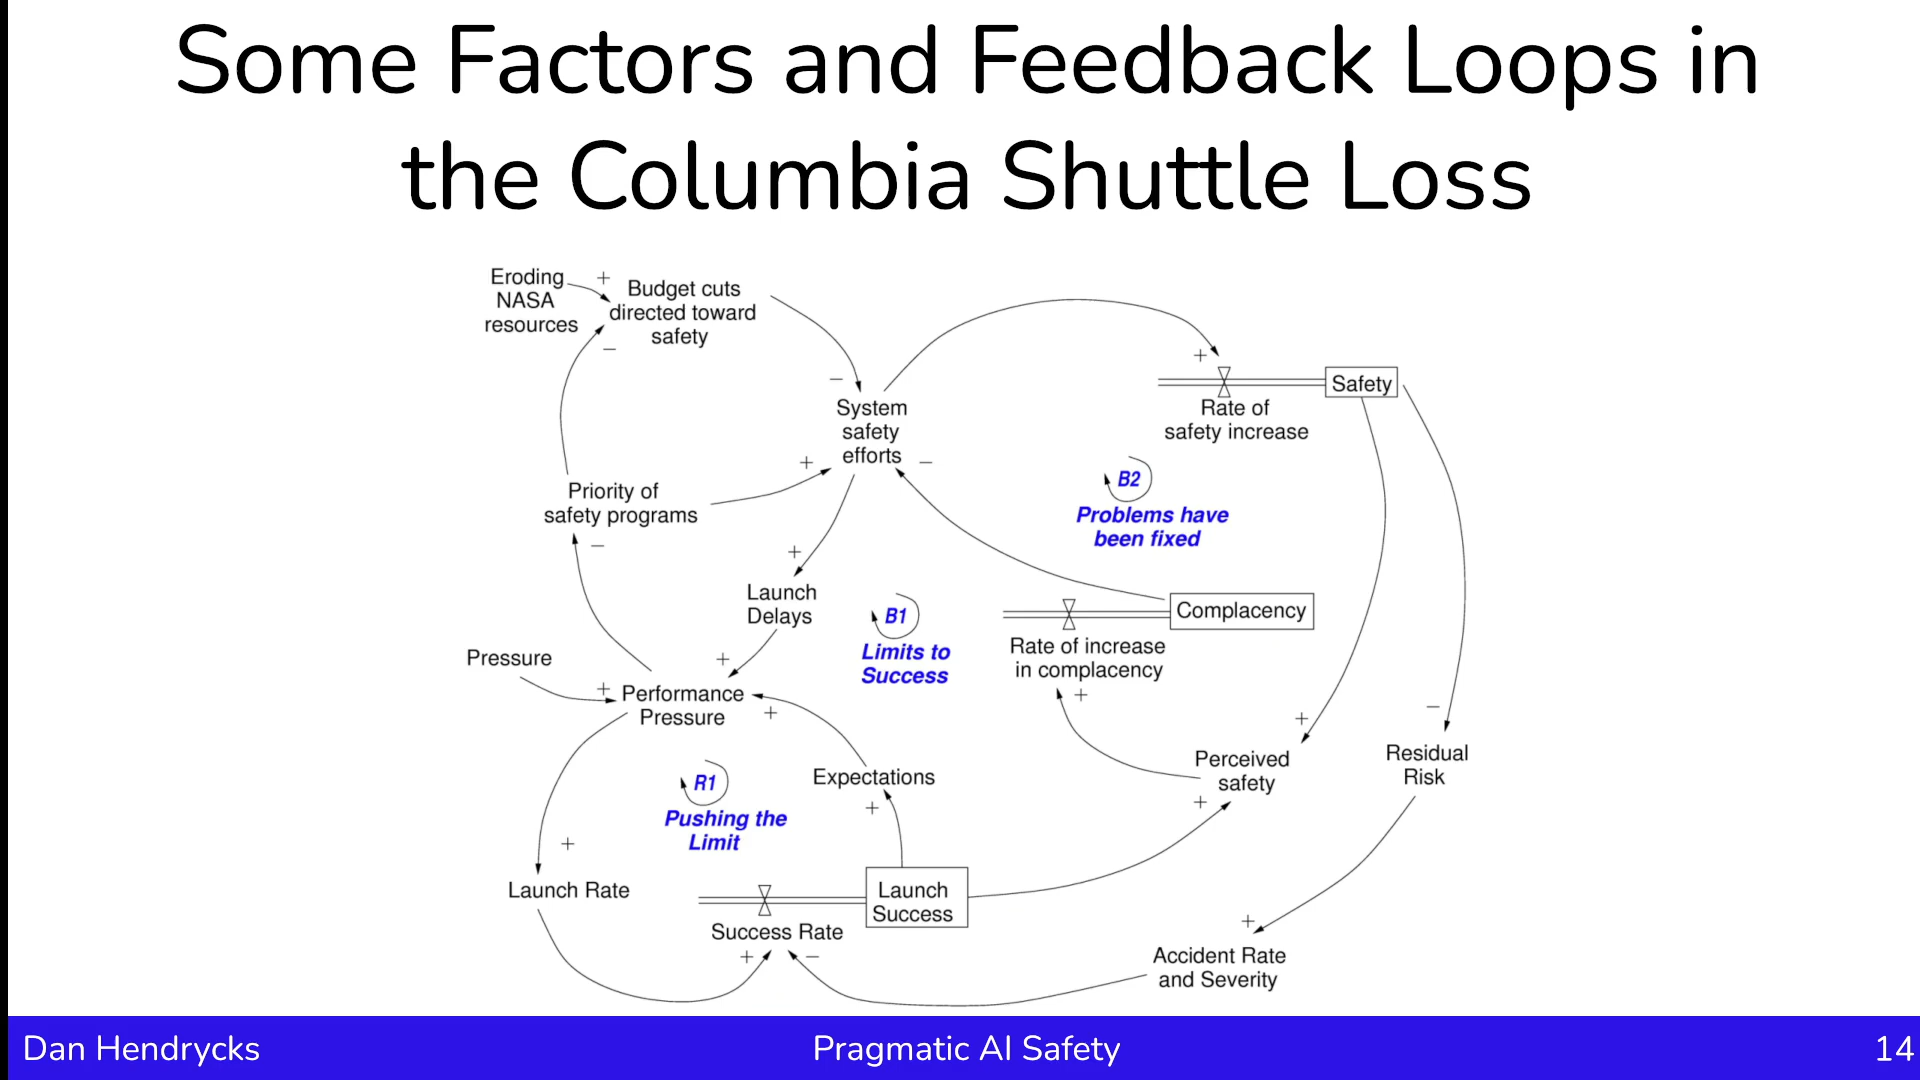 Some Factors and Feedback Loops in
the Columbia Shuttle Loss
Eroding
NASA
resources
+
Budget cuts
directed toward
safety
−
−
System
safety
efforts
+
−
+
Rate of
safety increase
Safety
B2
Problems have
been fixed
Priority of
safety programs
−
+
Launch
Delays
+
B1
Limits to
Success
Complacency
Rate of increase
in complacency
+
Pressure
+
Performance
Pressure
+
R1
Pushing the
Limit
Expectations
+
+
Perceived
safety
+
−
Residual
Risk
+
Launch Rate
Launch
Success
Success Rate
+
−
+
Accident Rate
and Severity
Dan Hendrycks
Pragmatic AI Safety
14